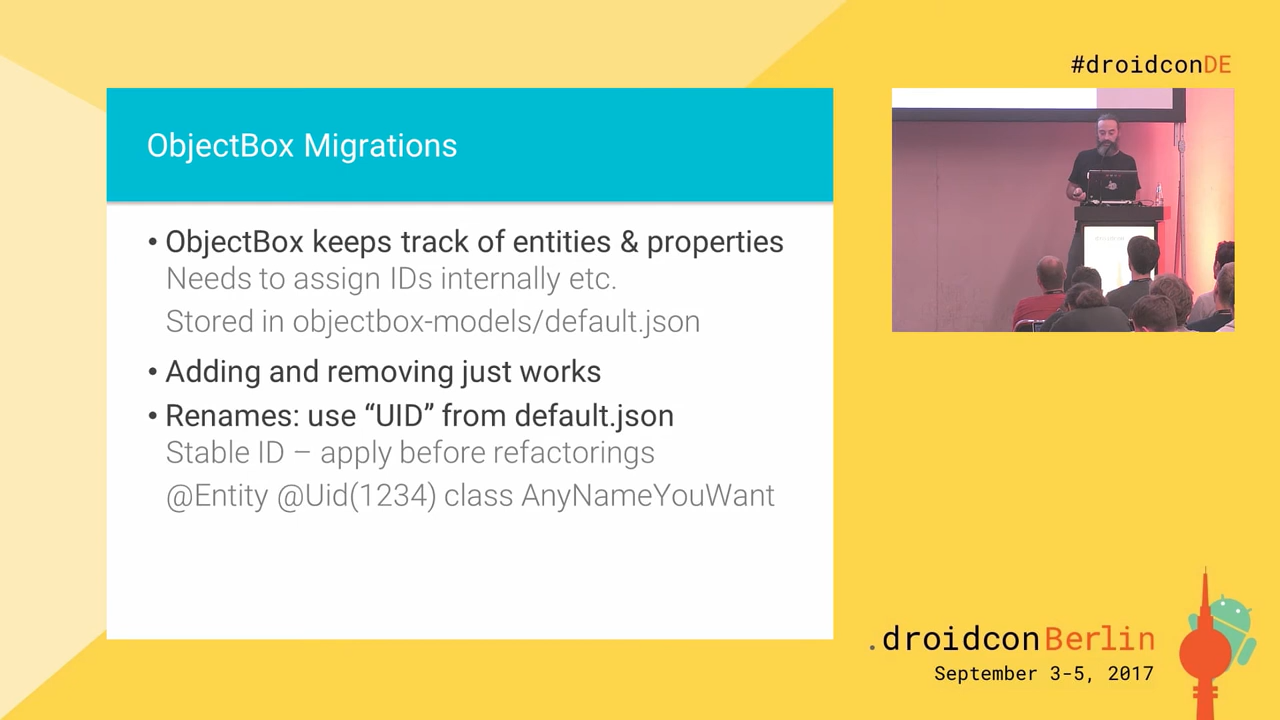 #droidconDE
ObjectBox Migrations
• ObjectBox keeps track of entities & properties
Needs to assign IDs internally etc.
Stored in objectbox-models/default.json
• Adding and removing just works
• Renames: use “UID” from default.json
Stable ID – apply before refactorings
@Entity @Uid(1234) class AnyNameYouWant
.droidconBerlin
September 3-5, 2017